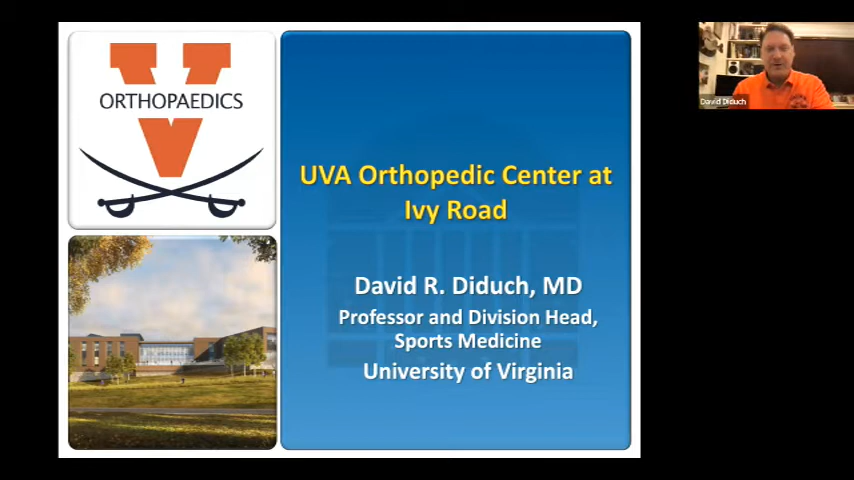 ORTHOPAEDICS
UVA Orthopedic Center at
Ivy Road
David R. Diduch, MD
Professor and Division Head,
Sports Medicine
University of Virginia
David Diduch